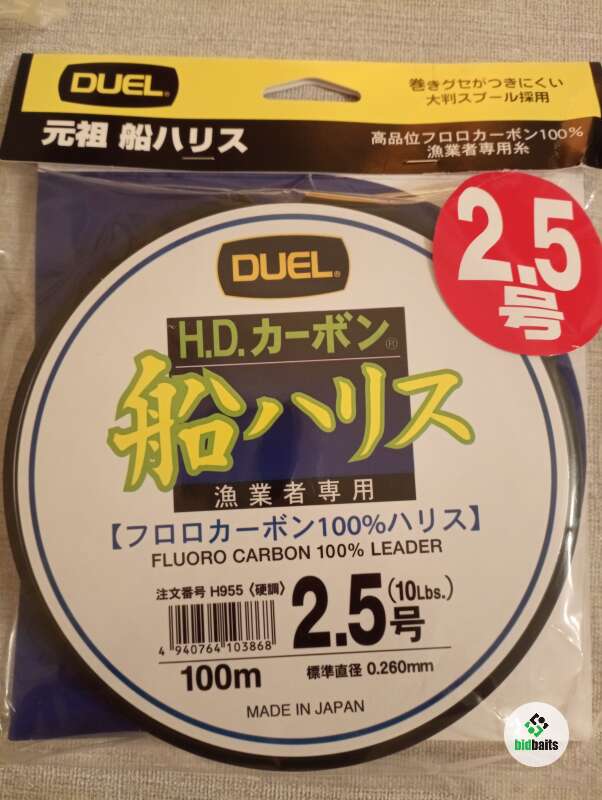 DUEL®
巻きグセがつきにくい
大判スプール採用
元祖 船ハリス
高品位フロロカーボン100%
漁業者専用糸
2.5
号
DUEL®
H.D.カーボン®
船ハリス
漁業者専用
【フロロカーボン100%ハリス】
FLUORO CARBON 100% LEADER
注文番号 H955〈硬調〉
2.5号
(10Lbs.)
4 940764 103868
100m
標準直径 0.260mm
MADE IN JAPAN
bidbaits